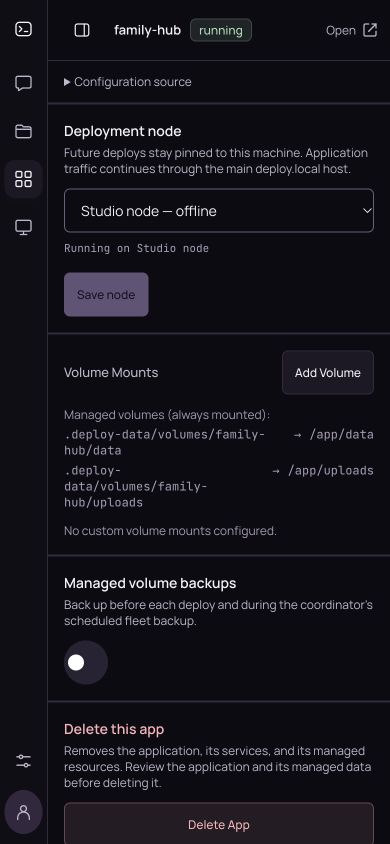 family-hub
running
Open
Configuration source
Deployment node
Future deploys stay pinned to this machine. Application
traffic continues through the main deploy.local host.
Studio node — offline
Running on Studio node
Save node
Volume Mounts
Add Volume
Managed volumes (always mounted):
.deploy-data/volumes/family- → /app/data
hub/data
.deploy- → /app/uploads
data/volumes/family-
hub/uploads
No custom volume mounts configured.
Managed volume backups
Back up before each deploy and during the coordinator's
scheduled fleet backup.
Delete this app
Removes the application, its services, and its managed
resources. Review the application and its managed data
before deleting it.
Delete App